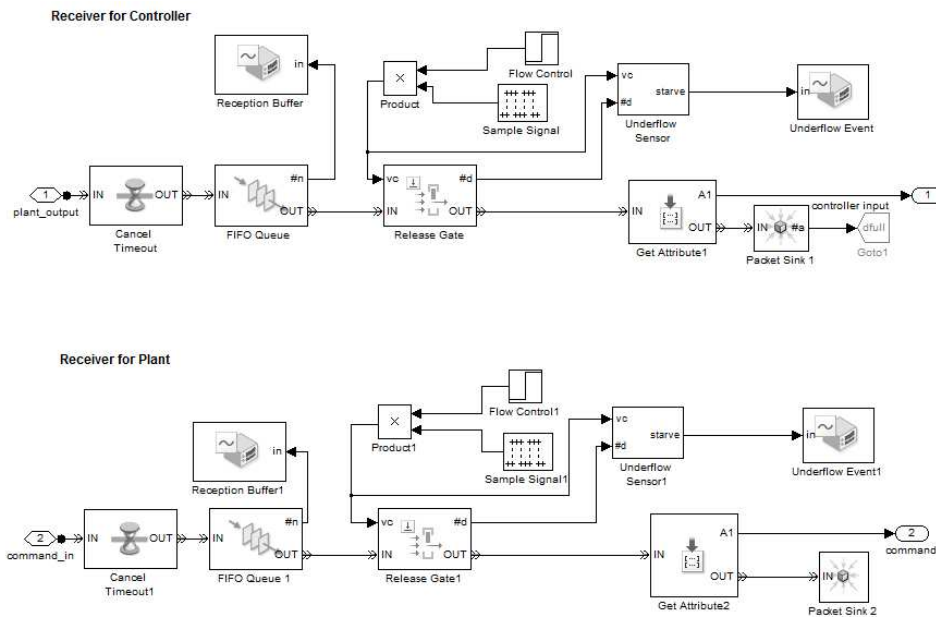 Receiver for Controller
in
Reception Buffer
×
Product
Flow Control
Sample Signal
vc
#d
starve
Underflow
Sensor
in
Underflow Event
1
plant_output
IN
OUT
Cancel
Timeout
IN
#n
OUT
FIFO Queue
vc
IN
#d
OUT
Release Gate
IN
A1
OUT
Get Attribute1
controller input
1
IN
#a
Packet Sink 1
dfull
Goto1
Receiver for Plant
in
Reception Buffer1
×
Product1
Flow Control1
Sample Signal1
vc
#d
starve
Underflow
Sensor1
in
Underflow Event1
2
command_in
IN
OUT
Cancel
Timeout1
IN
#n
OUT
FIFO Queue 1
vc
IN
#d
OUT
Release Gate1
IN
A1
OUT
Get Attribute2
2
command
IN
Packet Sink 2